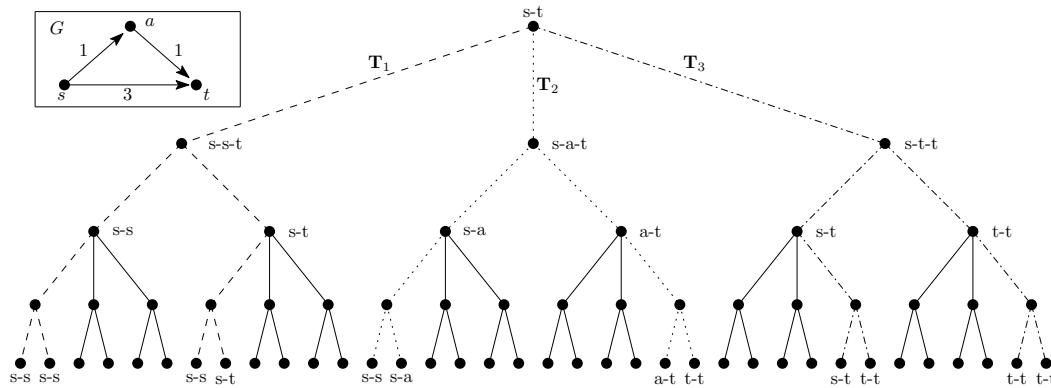 s-t
G
a
1
1
s
3
t
T1
T2
T3
s-s-t
s-a-t
s-t-t
s-s
s-t
s-a
a-t
s-t
t-t
s-s s-s
s-s s-t
s-s s-a
a-t t-t
s-t t-t
t-t t-t